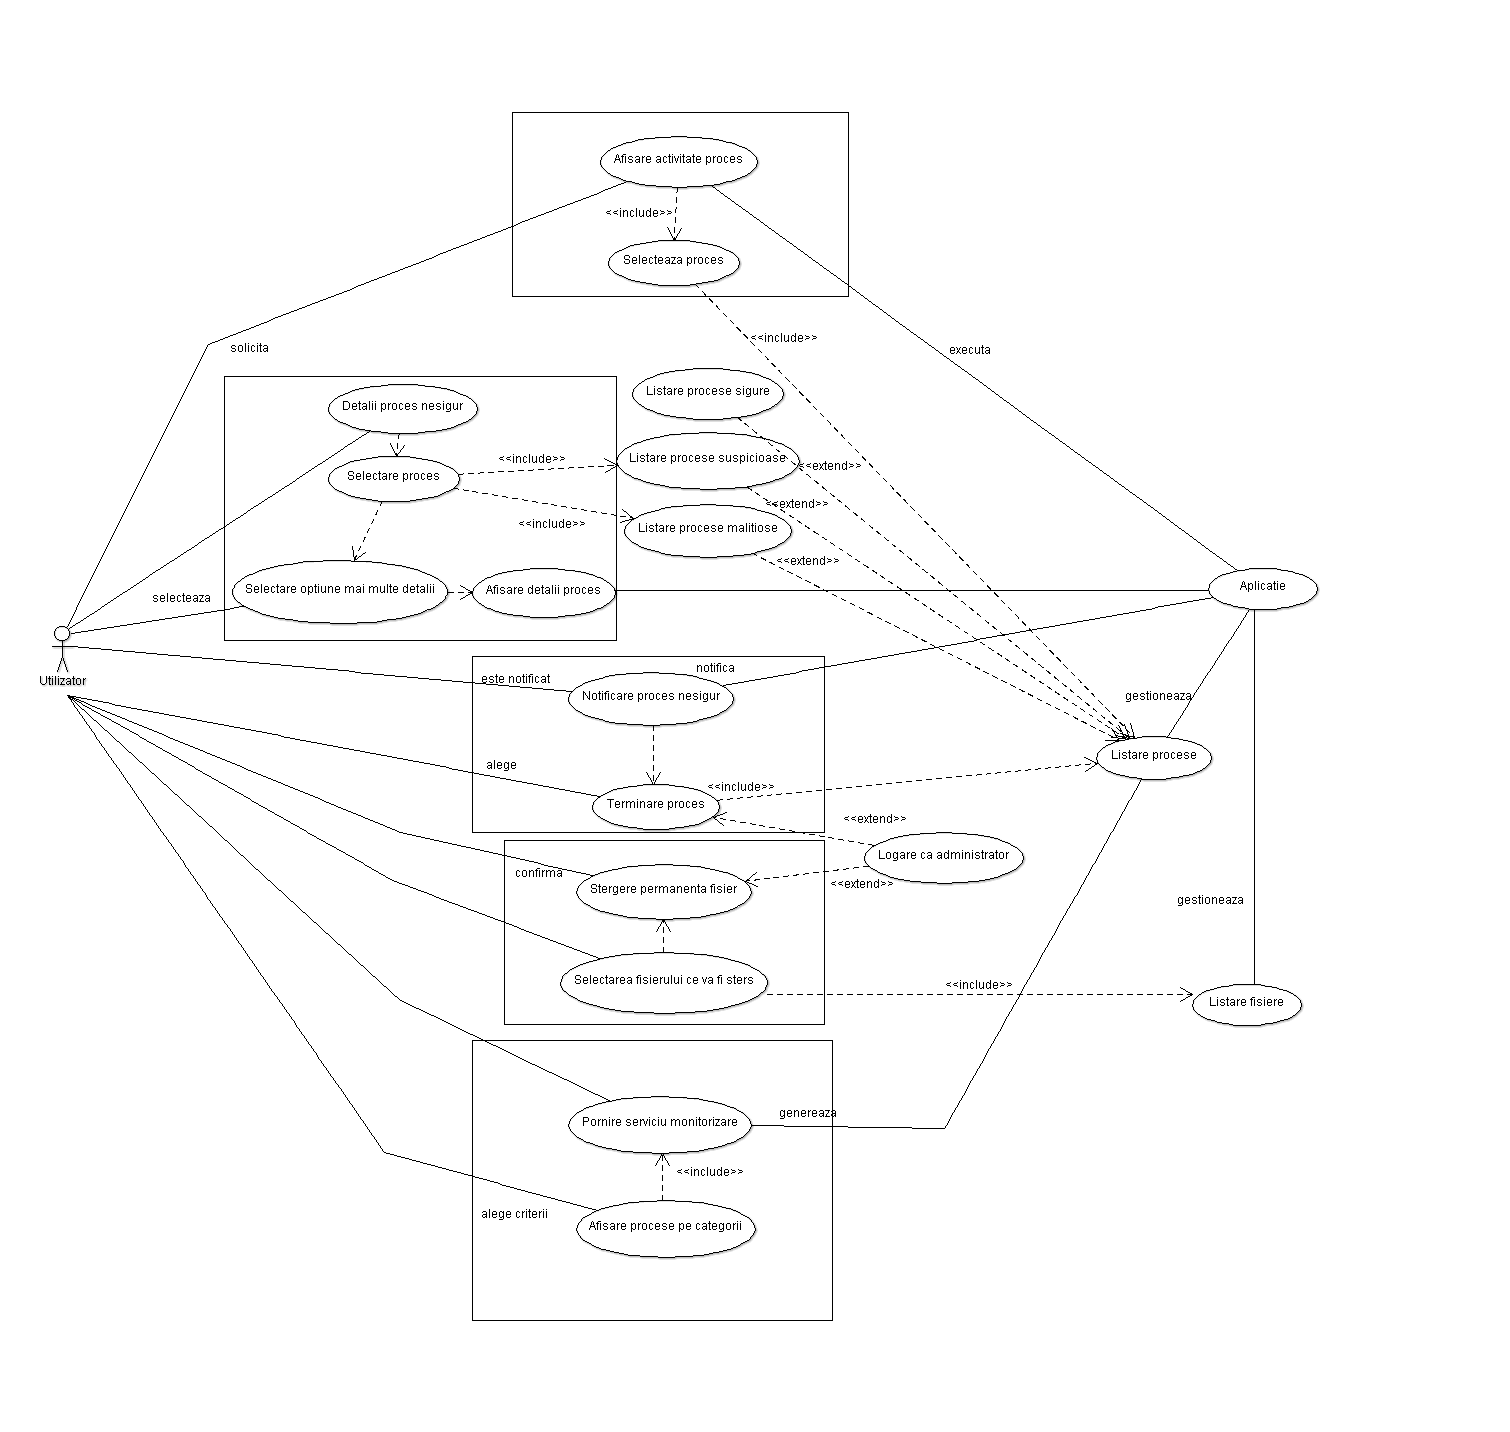 Afisare activitate proces
<<include>>
Selecteaza proces
<<include>>
solicita
executa
Listare procese sigure
Detalii proces nesigur
<<include>>
Listare procese suspicioase
<<extend>>
Selectare proces
<<extend>>
<<include>>
Listare procese malitiose
<<extend>>
Selectare optiune mai multe detalii
Afisare detalii proces
Aplicatie
selecteaza
Utilizator
este notificat
notifica
Notificare proces nesigur
gestioneaza
Listare procese
alege
<<include>>
Terminare proces
<<extend>>
Logare ca administrator
confirma
Stergere permanenta fisier
<<extend>>
gestioneaza
Selectarea fisierului ce va fi sters
<<include>>
Listare fisiere
genereaza
Pornire serviciu monitorizare
<<include>>
alege criterii
Afisare procese pe categorii